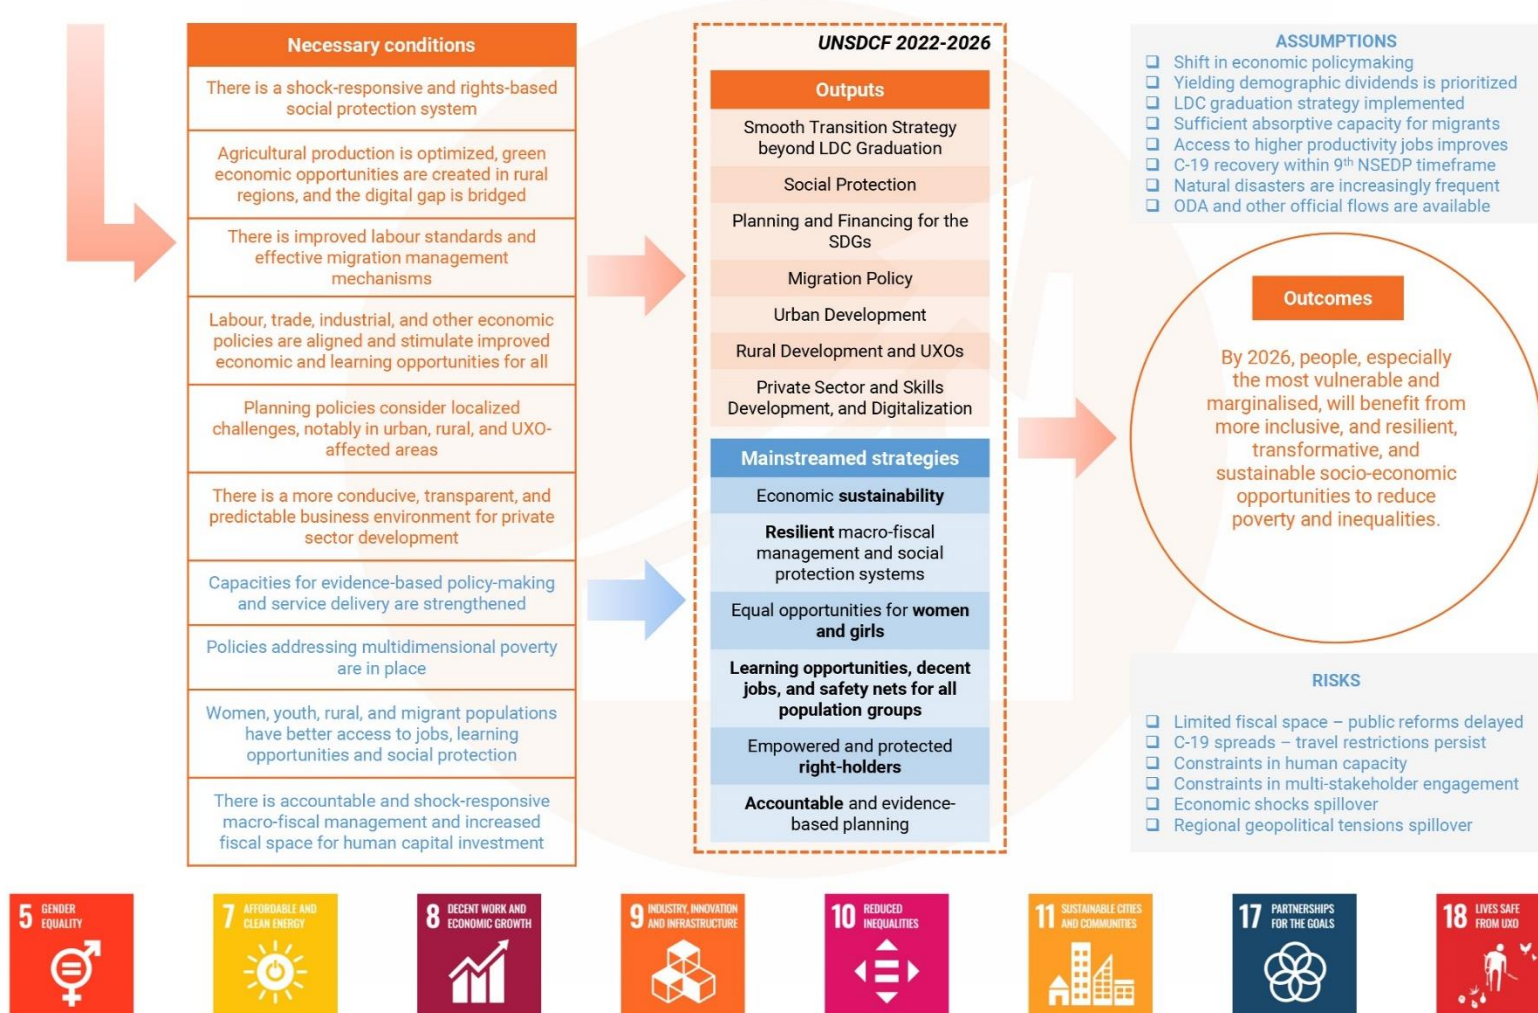 Necessary conditions
There is a shock-responsive and rights-based
social protection system
Agricultural production is optimized, green
economic opportunities are created in rural
regions, and the digital gap is bridged
There is improved labour standards and
effective migration management
mechanisms
Labour, trade, industrial, and other economic
policies are aligned and stimulate improved
economic and learning opportunities for all
Planning policies consider localized
challenges, notably in urban, rural, and UXO-
affected areas
There is a more conducive, transparent, and
predictable business environment for private
sector development
Capacities for evidence-based policy-making
and service delivery are strengthened
Policies addressing multidimensional poverty
are in place
Women, youth, rural, and migrant populations
have better access to jobs, learning
opportunities and social protection
There is accountable and shock-responsive
macro-fiscal management and increased
fiscal space for human capital investment
UNSDCF 2022-2026
Outputs
Smooth Transition Strategy
beyond LDC Graduation
Social Protection
Planning and Financing for the
SDGs
Migration Policy
Urban Development
Rural Development and UXOs
Private Sector and Skills
Development, and Digitalization
Mainstreamed strategies
Economic sustainability
Resilient macro-fiscal
management and social
protection systems
Equal opportunities for women
and girls
Learning opportunities, decent
jobs, and safety nets for all
population groups
Empowered and protected
right-holders
Accountable and evidence-
based planning
ASSUMPTIONS
Shift in economic policymaking
Yielding demographic dividends is prioritized
LDC graduation strategy implemented
Sufficient absorptive capacity for migrants
Access to higher productivity jobs improves
C-19 recovery within 9th NSEDP timeframe
Natural disasters are increasingly frequent
ODA and other official flows are available
Outcomes
By 2026, people, especially
the most vulnerable and
marginalised, will benefit from
more inclusive, and resilient,
transformative, and
sustainable socio-economic
opportunities to reduce
poverty and inequalities.
RISKS
Limited fiscal space – public reforms delayed
C-19 spreads – travel restrictions persist
Constraints in human capacity
Constraints in multi-stakeholder engagement
Economic shocks spillover
Regional geopolitical tensions spillover
5 GENDER
EQUALITY
7 AFFORDABLE AND
CLEAN ENERGY
8 DECENT WORK AND
ECONOMIC GROWTH
9 INDUSTRY, INNOVATION
AND INFRASTRUCTURE
10 REDUCED
INEQUALITIES
11 SUSTAINABLE CITIES
AND COMMUNITIES
17 PARTNERSHIPS
FOR THE GOALS
18 LIVES SAFE
FROM UXO